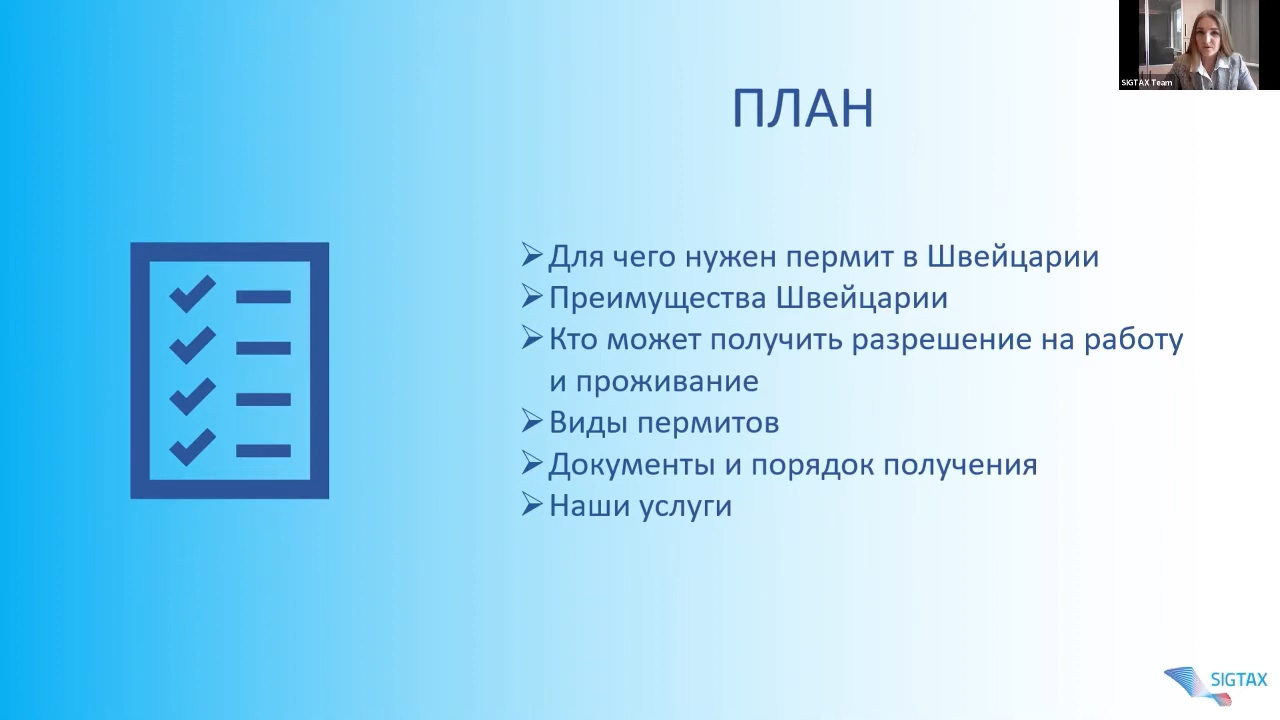 SIGTAX Team
ПЛАН
Для чего нужен пермит в Швейцарии
Преимущества Швейцарии
Кто может получить разрешение на работу
и проживание
Виды пермитов
Документы и порядок получения
Наши услуги
SIGTAX